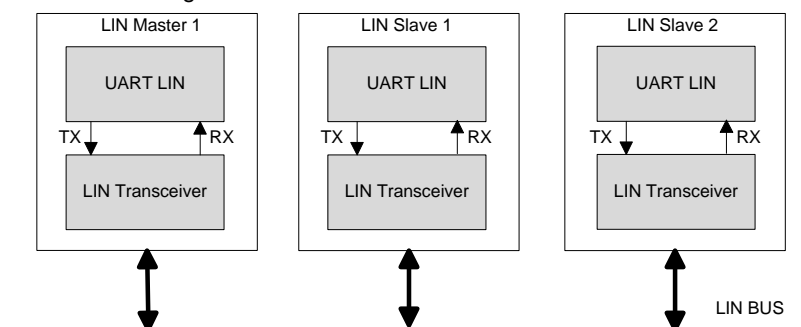 LIN Master 1
LIN Slave 1
LIN Slave 2
UART LIN
UART LIN
UART LIN
TX
RX
TX
RX
TX
RX
LIN Transceiver
LIN Transceiver
LIN Transceiver
LIN BUS